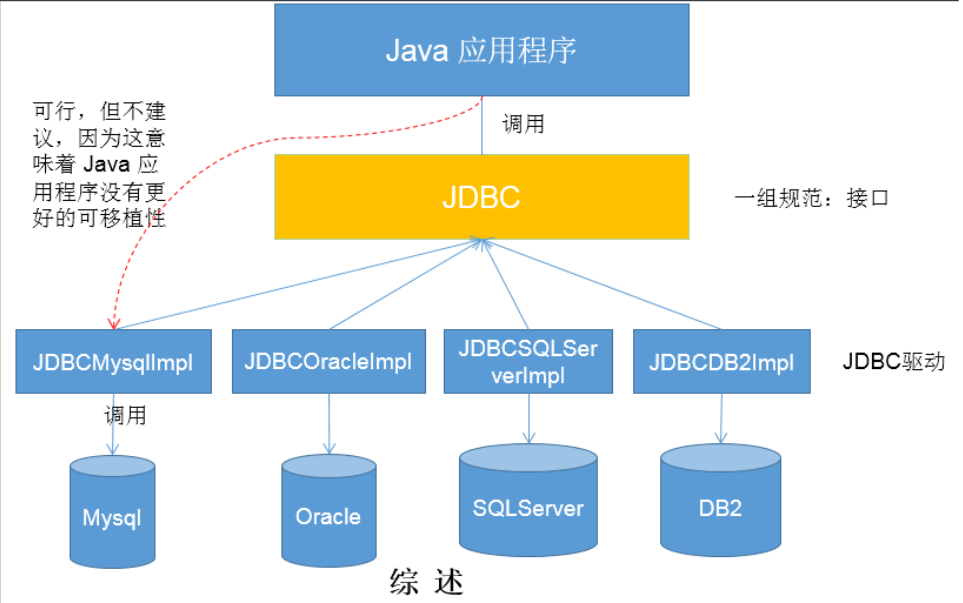 Java 应用程序
可行，但不建
议，因为这意
味着 Java 应
用程序没有更
好的可移植性
调用
JDBC
一组规范：接口
JDBCMysqlImpl
JDBCOracleImpl
JDBCSQLSer
verImpl
JDBCDB2Impl
JDBC驱动
调用
Mysql
Oracle
SQLServer
DB2
综 述